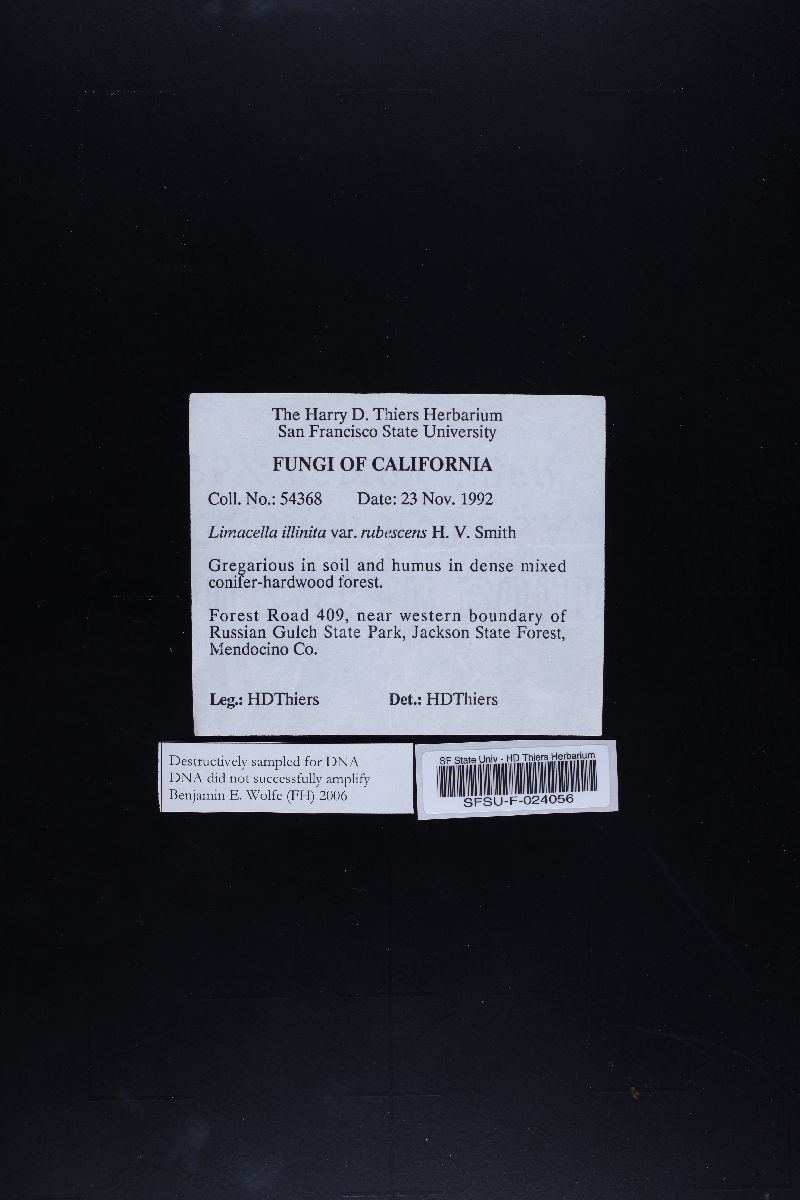 The Harry D. Thiers Herbarium
San Francisco State University
FUNGI OF CALIFORNIA
Coll. No.: 54368 Date: 23 Nov. 1992
Limacella illinita var. rubescens H. V. Smith
Gregarious in soil and humus in dense mixed
conifer-hardwood forest.
Forest Road 409, near western boundary of
Russian Gulch State Park, Jackson State Forest,
Mendocino Co.
Leg.: HDThiers Det.: HDThiers
Destructively sampled for DNA
DNA did not successfully amplify
Benjamin E. Wolfe (FH) 2006
SF State Univ - HD Thiers Herbarium
SFSU-F-024056